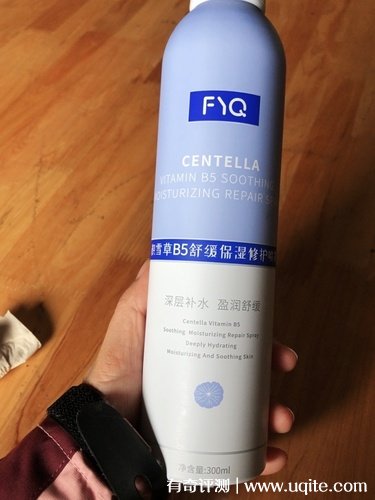 FYQ
CENTELLA
VITAMIN B5 SOOTHING
MOISTURIZING REPAIR
雪草B5舒缓保湿修护喷
深层补水 盈润舒缓
Centella Vitamin B5
Soothing Moisturizing Repair Spray
Deeply Hydrating
Moisturizing And Soothing Skin
净含量:300ml
有奇评测 | www.uqite.com